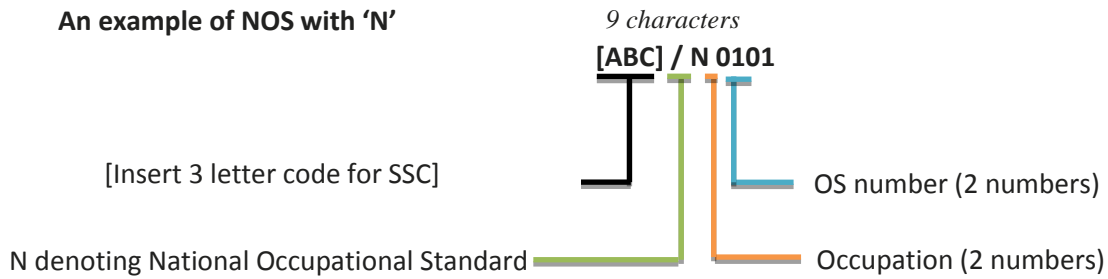 An example of NOS with ‘N’
9 characters
[ABC] / N 0101
[Insert 3 letter code for SSC]
OS number (2 numbers)
N denoting National Occupational Standard
Occupation (2 numbers)